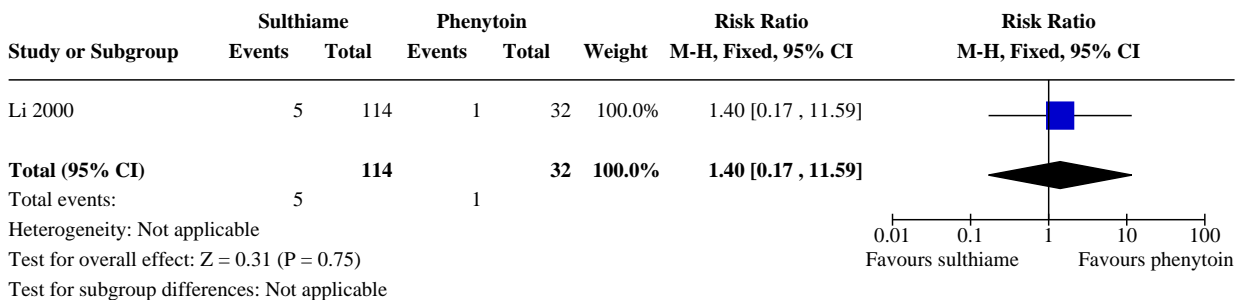 Sulthiame Phenytoin Risk Ratio Risk Ratio
Study or Subgroup Events Total Events Total Weight M-H, Fixed, 95% CI M-H, Fixed, 95% CI
Li 2000 5 114 1 32 100.0% 1.40 [0.17 , 11.59]
Total (95% CI) 114 32 100.0% 1.40 [0.17 , 11.59]
Total events: 5 1
Heterogeneity: Not applicable
0.01 0.1 1 10 100
Test for overall effect: Z = 0.31 (P = 0.75)
Favours sulthiame Favours phenytoin
Test for subgroup differences: Not applicable